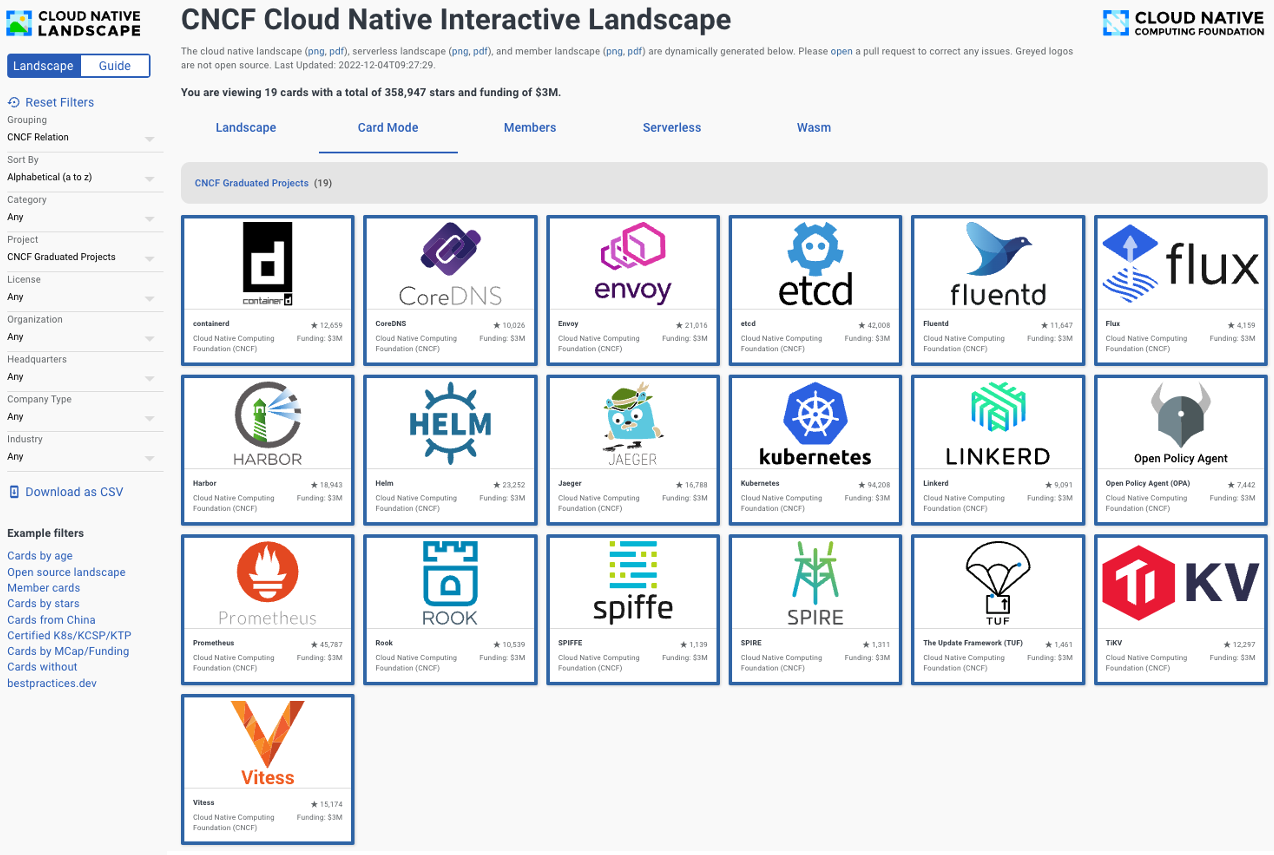 CLOUD NATIVE
LANDSCAPE
Landscape
Guide
Reset Filters
Grouping
CNCF Relation
Sort By
Alphabetical (a to z)
Category
Any
Project
CNCF Graduated Projects
License
Any
Organization
Any
Headquarters
Any
Company Type
Any
Industry
Any
Download as CSV
Example filters
Cards by age
Open source landscape
Member cards
Cards by stars
Cards from China
Certified K8s/KCSP/KTP
Cards by MCap/Funding
Cards without
bestpractices.dev
CNCF Cloud Native Interactive Landscape
CLOUD NATIVE
COMPUTING FOUNDATION
The cloud native landscape (png, pdf), serverless landscape (png, pdf), and member landscape (png, pdf) are dynamically generated below. Please open a pull request to correct any issues. Greyed logos
are not open source. Last Updated: 2022-12-04T09:27:29.
You are viewing 19 cards with a total of 358,947 stars and funding of $3M.
Landscape
Card Mode
Members
Serverless
Wasm
CNCF Graduated Projects (19)
d
containerd
containerd ★ 12,659
Cloud Native Computing Funding: $3M
Foundation (CNCF)
CoreDNS
CoreDNS ★ 10,026
Cloud Native Computing Funding: $3M
Foundation (CNCF)
envoy
Envoy ★ 21,016
Cloud Native Computing Funding: $3M
Foundation (CNCF)
etcd
etcd ★ 42,008
Cloud Native Computing Funding: $3M
Foundation (CNCF)
fluentd
Fluentd ★ 11,647
Cloud Native Computing Funding: $3M
Foundation (CNCF)
flux
Flux ★ 4,159
Cloud Native Computing Funding: $3M
Foundation (CNCF)
HARBOR
Harbor ★ 18,943
Cloud Native Computing Funding: $3M
Foundation (CNCF)
HELM
Helm ★ 23,252
Cloud Native Computing Funding: $3M
Foundation (CNCF)
JAEGER
Jaeger ★ 16,788
Cloud Native Computing Funding: $3M
Foundation (CNCF)
kubernetes
Kubernetes ★ 94,208
Cloud Native Computing Funding: $3M
Foundation (CNCF)
LINKERD
Linkerd ★ 9,091
Cloud Native Computing Funding: $3M
Foundation (CNCF)
Open Policy Agent
Open Policy Agent (OPA) ★ 7,442
Cloud Native Computing Funding: $3M
Foundation (CNCF)
Prometheus
Prometheus ★ 45,787
Cloud Native Computing Funding: $3M
Foundation (CNCF)
ROOK
Rook ★ 10,539
Cloud Native Computing Funding: $3M
Foundation (CNCF)
spiffe
SPIFFE ★ 1,139
Cloud Native Computing Funding: $3M
Foundation (CNCF)
SPIRE
SPIRE ★ 1,311
Cloud Native Computing Funding: $3M
Foundation (CNCF)
TUF
The Update Framework (TUF) ★ 1,461
Cloud Native Computing Funding: $3M
Foundation (CNCF)
TiKV
TiKV ★ 12,297
Cloud Native Computing Funding: $3M
Foundation (CNCF)
Vitess
Vitess ★ 15,174
Cloud Native Computing Funding: $3M
Foundation (CNCF)